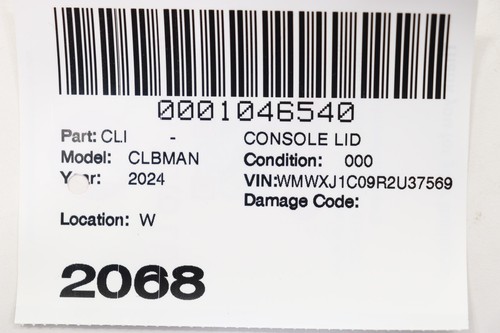 0001046540
Part: CLI - CONSOLE LID
Model: CLBMAN Condition: 000
Year: 2024 VIN:WMWXJ1C09R2U37569
Damage Code:
Location: W
2068